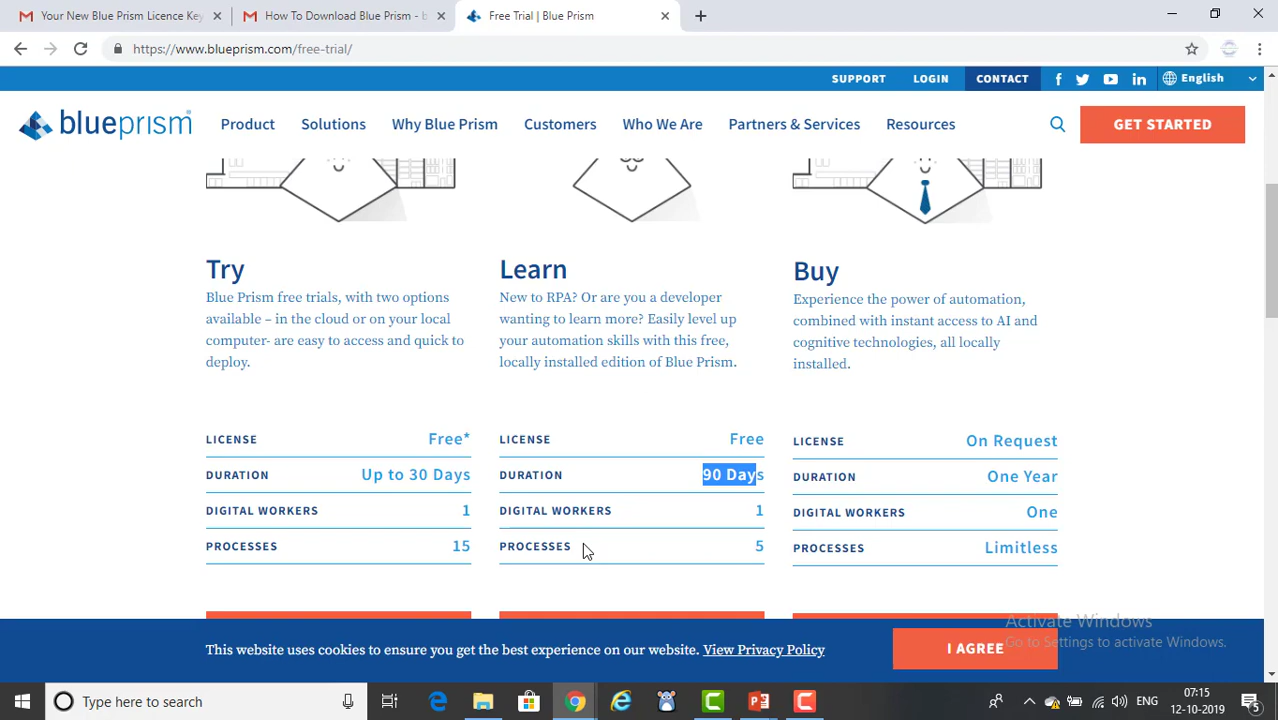 Your New Blue Prism Licence Key
How To Download Blue Prism - b
Free Trial | Blue Prism
https://www.blueprism.com/free-trial/
SUPPORT LOGIN CONTACT English
blueprism Product Solutions Why Blue Prism Customers Who We Are Partners & Services Resources GET STARTED
Try
Blue Prism free trials, with two options
available – in the cloud or on your local
computer- are easy to access and quick to
deploy.
LICENSE Free*
DURATION Up to 30 Days
DIGITAL WORKERS 1
PROCESSES 15
Learn
New to RPA? Or are you a developer
wanting to learn more? Easily level up
your automation skills with this free,
locally installed edition of Blue Prism.
LICENSE Free
DURATION 90 Days
DIGITAL WORKERS 1
PROCESSES 5
Buy
Experience the power of automation,
combined with instant access to AI and
cognitive technologies, all locally
installed.
LICENSE On Request
DURATION One Year
DIGITAL WORKERS One
PROCESSES Limitless
Activate Windows
Go to Settings to activate Windows.
This website uses cookies to ensure you get the best experience on our website. View Privacy Policy
I AGREE
Type here to search
ENG
07:15
12-10-2019
5